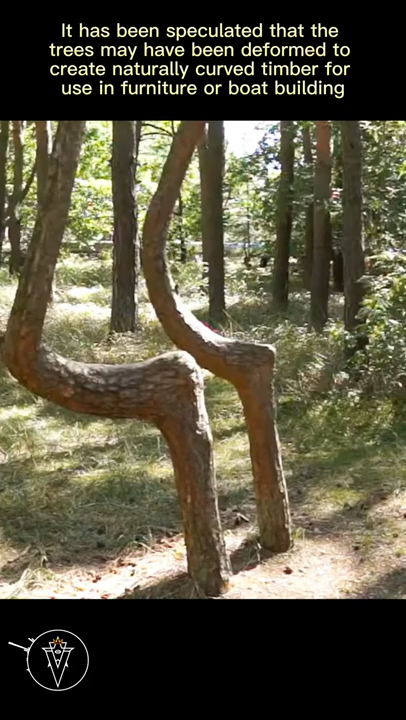 It has been speculated that the
trees may have been deformed to
create naturally curved timber for
use in furniture or boat building